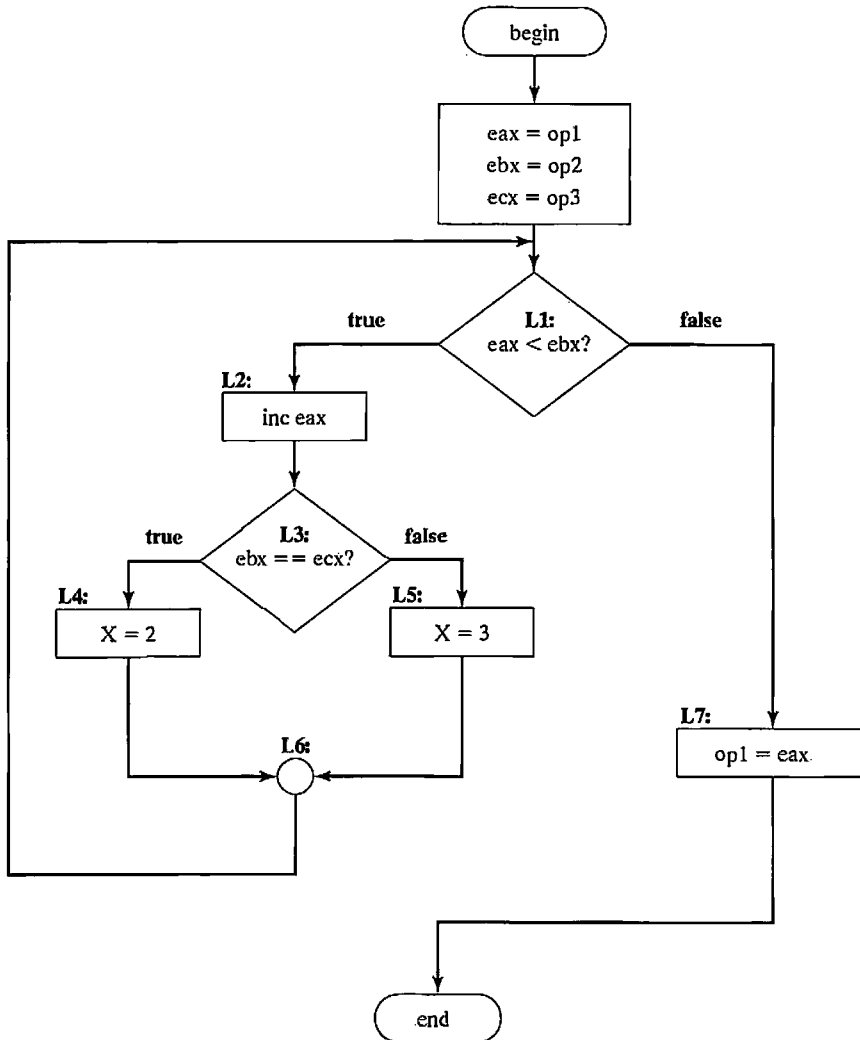 begin
eax = op1
ebx = op2
ecx = op3
true
L1:
false
eax < ebx?
L2:
inc eax
true
L3:
false
ebx == ecx?
L4:
L5:
X = 2
X = 3
L6:
L7:
op1 = eax
end